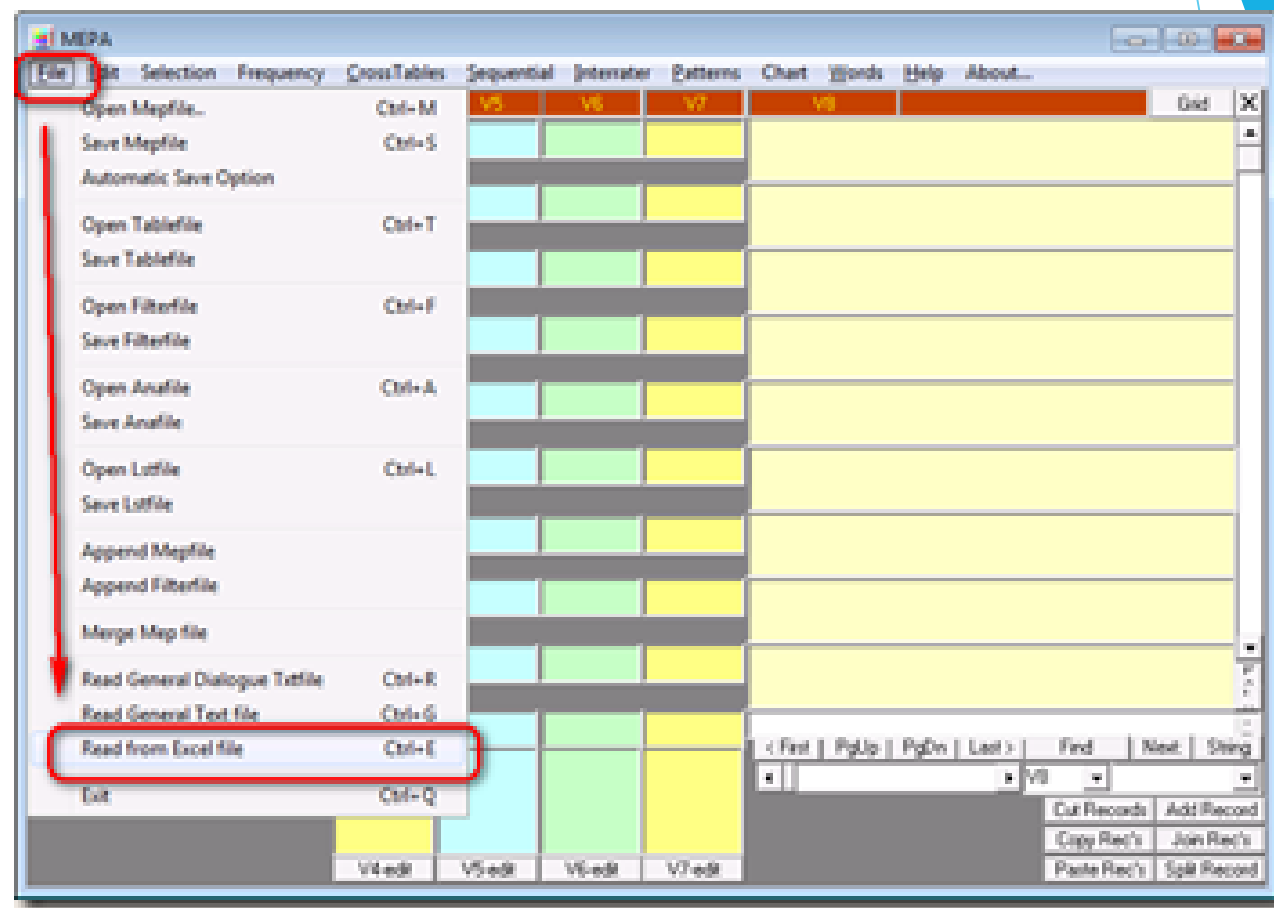 MEPA
File Edit Selection Frequency CrossTables Sequential Interrater Patterns Chart Words Help About...
V5 V6 V7 V8 Grid X
Open Mepfile... Ctrl+M
Save Mepfile Ctrl+S
Automatic Save Option
Open Tablefile Ctrl+T
Save Tablefile
Open Filterfile Ctrl+F
Save Filterfile
Open Anafile Ctrl+A
Save Anafile
Open Lstfile Ctrl+L
Save Lstfile
Append Mepfile
Append Filterfile
Merge Mep file
Read General Dialogue Txtfile Ctrl+R
Read General Text file Ctrl+G
Read from Excel file Ctrl+E
Exit Ctrl+Q
< First PgUp PgDn Last > Find Next String
Cut Records Add Record
Copy Rec's Join Rec's
Paste Rec's Split Record
V4 edit V5 edit V6 edit V7 edit